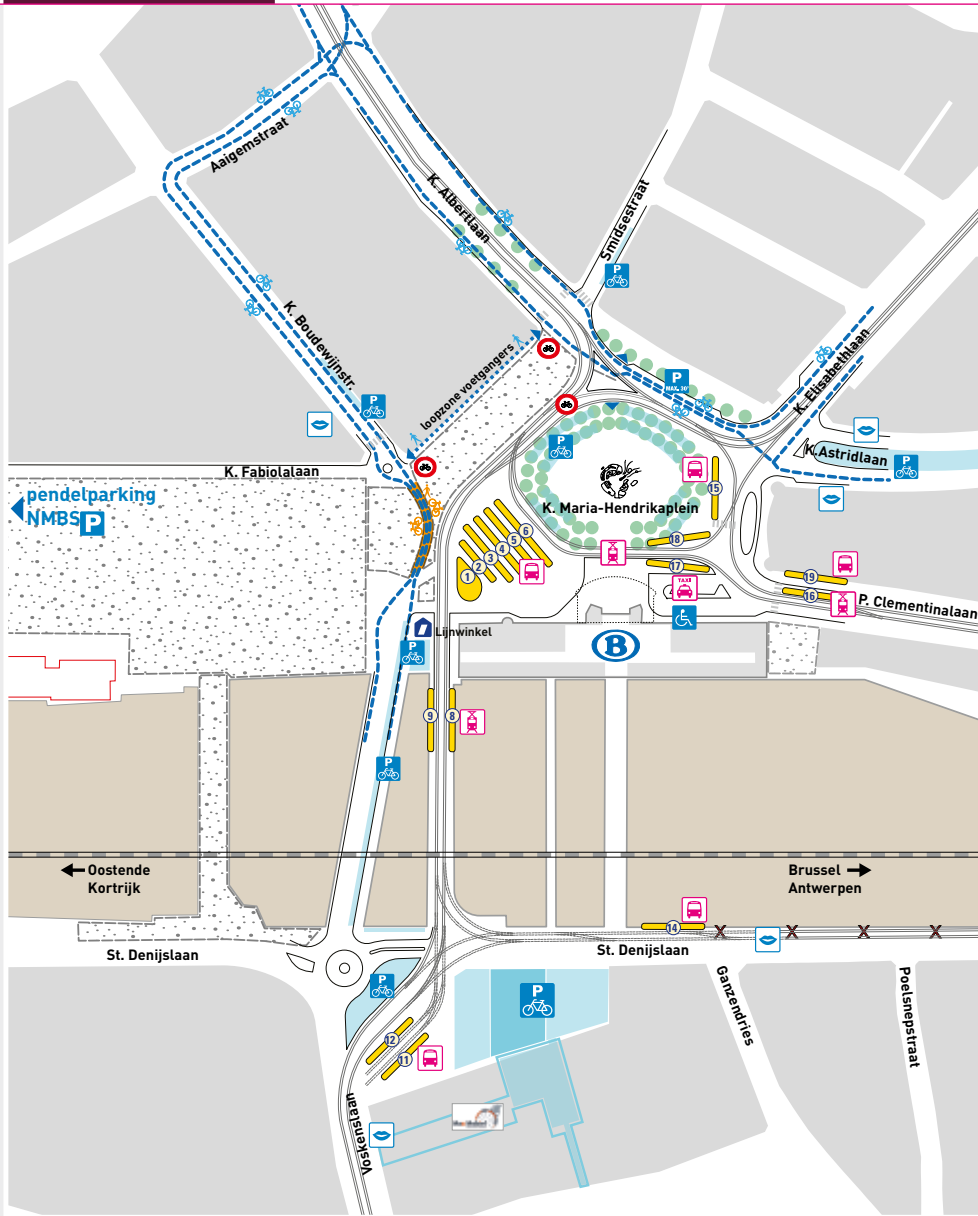 Aaigemstraat
K. Albertlaan
Smidsestraat
P
K. Boudewijnstr.
loopzone voetgangers
P
MAX. 30'
K. Elisabethlaan
P
P
K.Astridlaan
P
K. Fabiolalaan
pendelparking
NMBS P
K. Maria-Hendrikaplein
15
18
17
1
2
3
4
5
6
TAXI
19
16
P. Clementinalaan
Lijnwinkel
B
P
9
8
P
Oostende
Kortrijk
Brussel
Antwerpen
14
St. Denijslaan
St. Denijslaan
P
P
12
11
Ganzendries
Poelsnepstraat
Voskenslaan